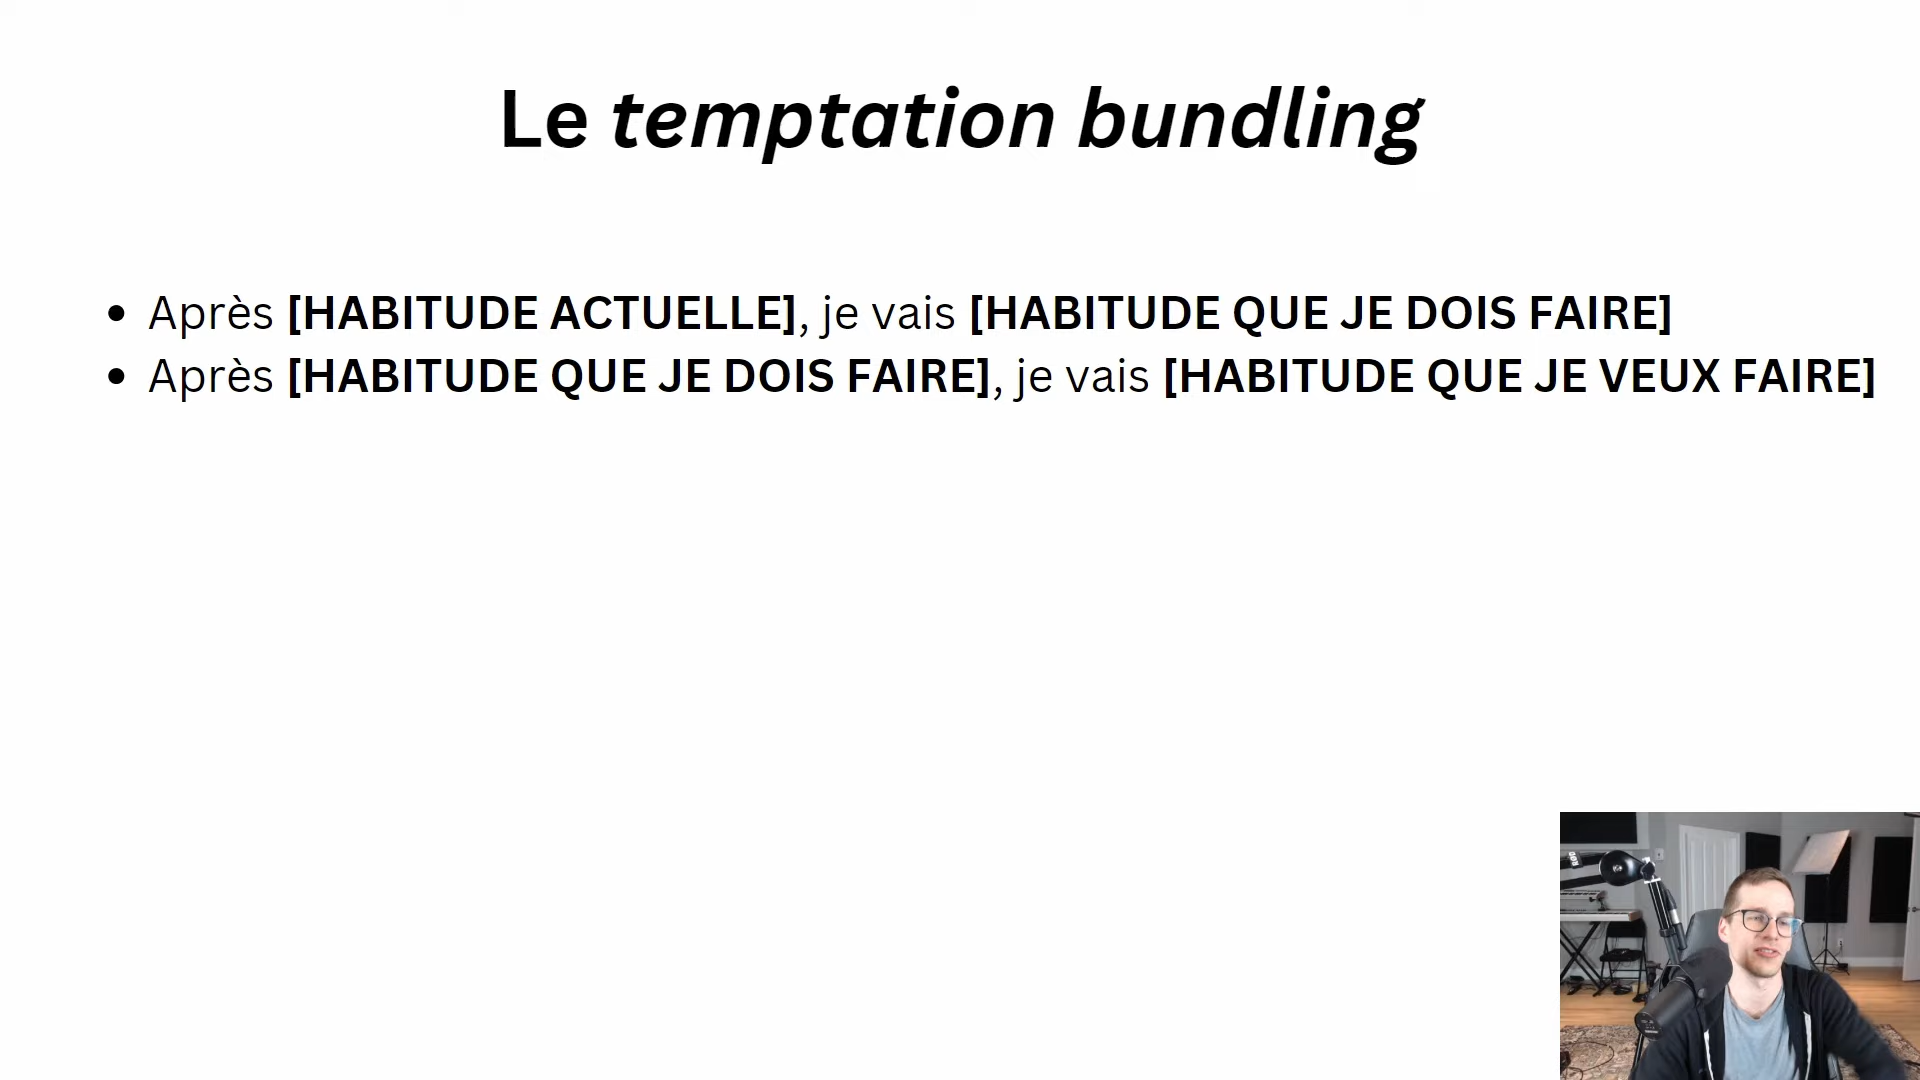 Le temptation bundling
• Après [HABITUDE ACTUELLE], je vais [HABITUDE QUE JE DOIS FAIRE]
• Après [HABITUDE QUE JE DOIS FAIRE], je vais [HABITUDE QUE JE VEUX FAIRE]